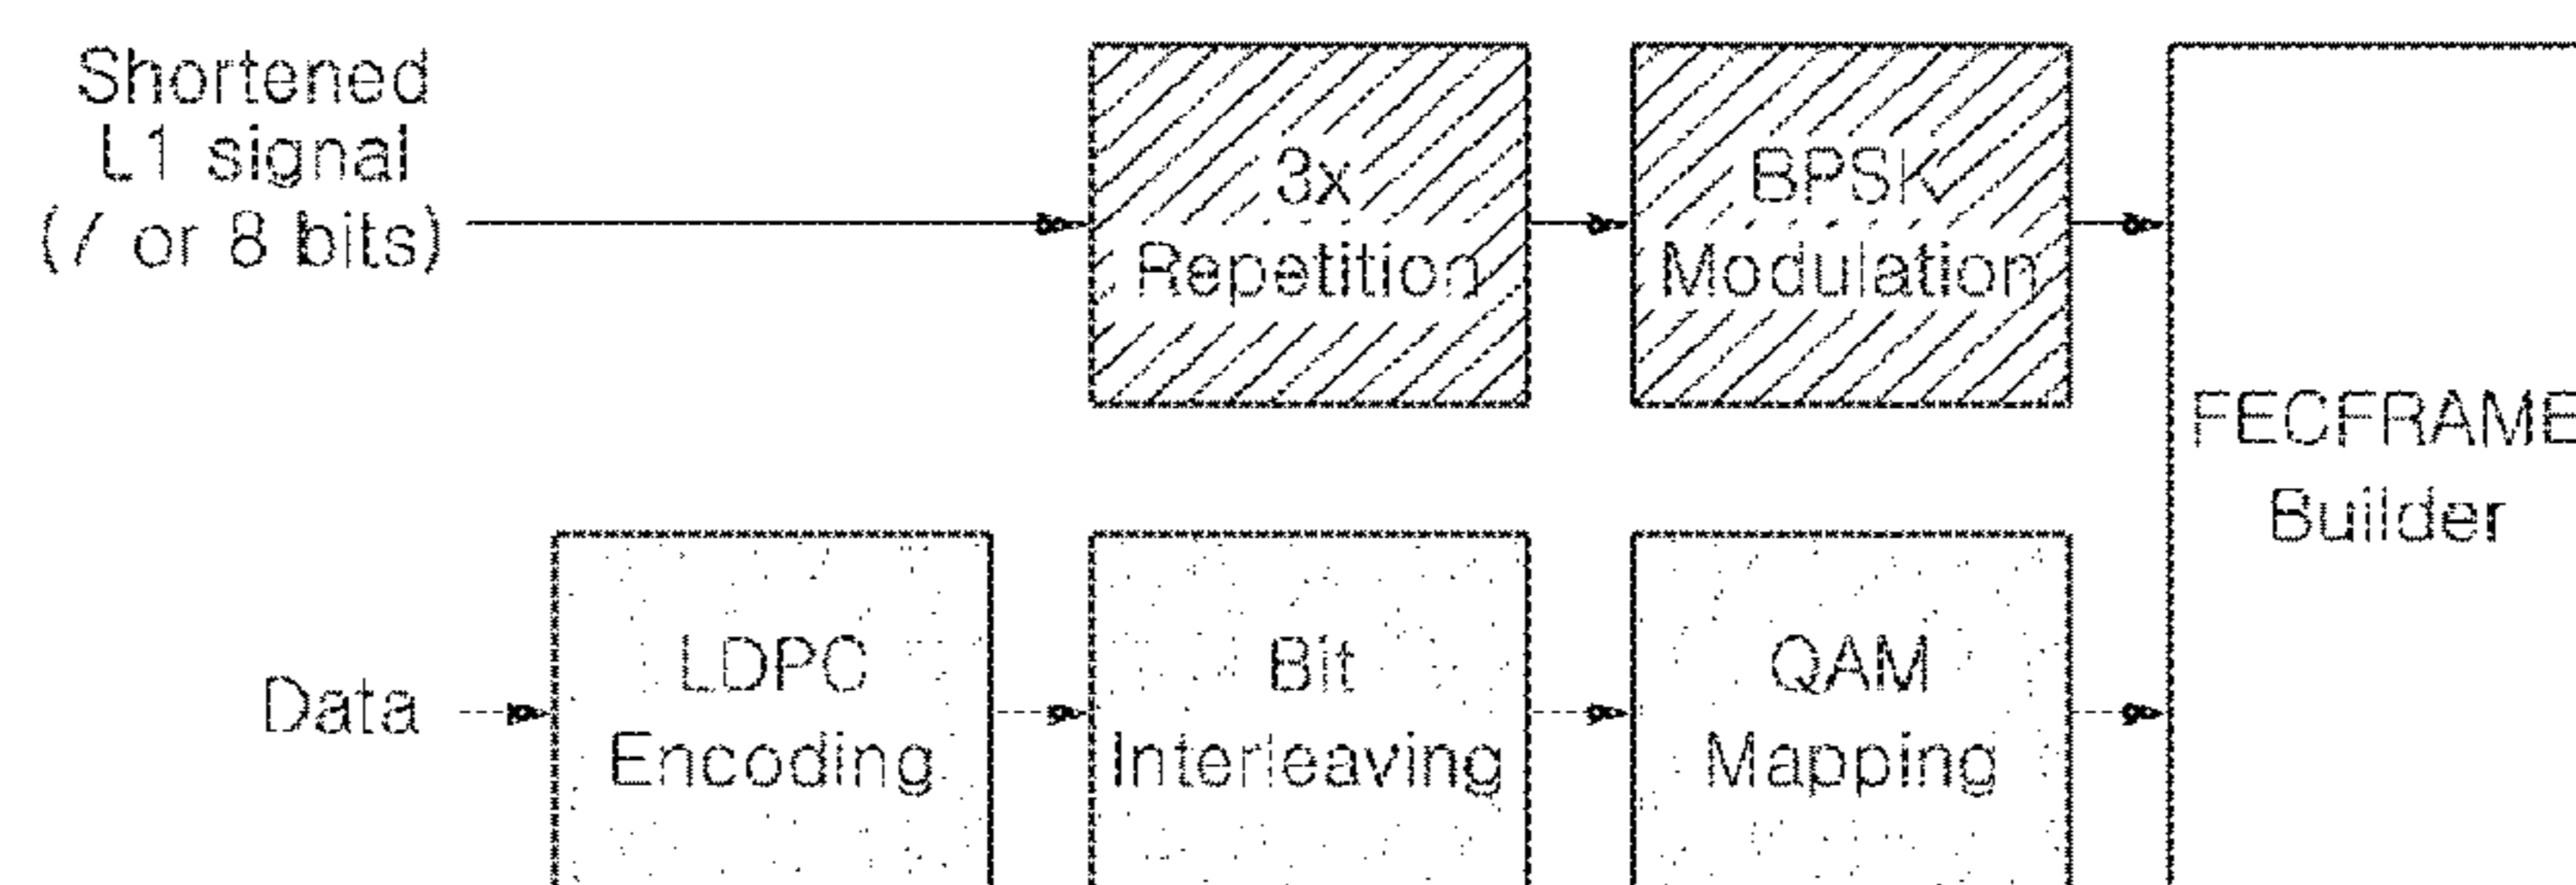 Shortened
L1 signal
(7 or 8 bits)
3x
Repetition
BPSK
Modulation
FECFRAME
Builder
Data
LDPC
Encoding
Bit
Interleaving
QAM
Mapping